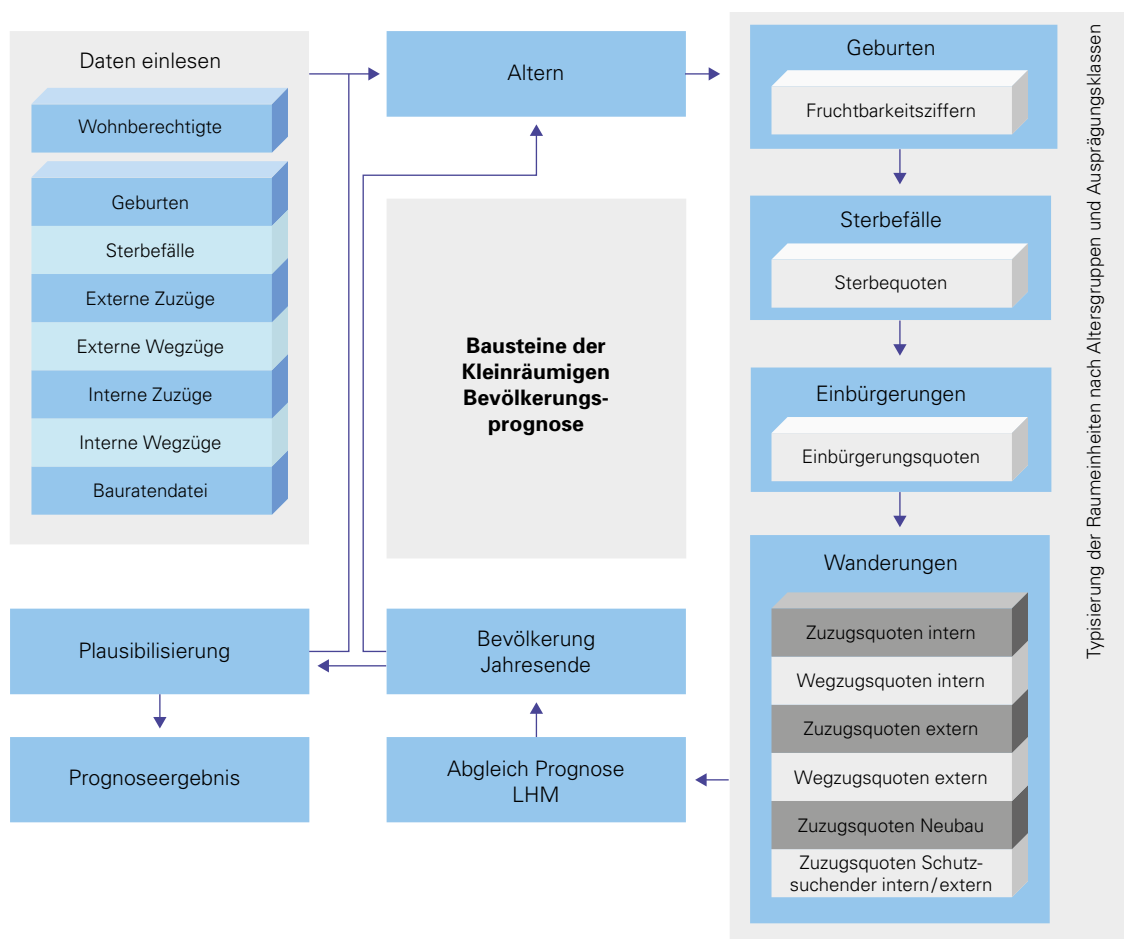 Daten einlesen
Wohnberechtigte
Geburten
Sterbefälle
Externe Zuzüge
Externe Wegzüge
Interne Zuzüge
Interne Wegzüge
Bauratendatei
Altern
Bausteine der
Kleinräumigen
Bevölkerungs-
prognose
Geburten
Fruchtbarkeitsziffern
Sterbefälle
Sterbequoten
Einbürgerungen
Einbürgerungsquoten
Wanderungen
Zuzugsquoten intern
Wegzugsquoten intern
Zuzugsquoten extern
Wegzugsquoten extern
Zuzugsquoten Neubau
Zuzugsquoten Schutz-
suchender intern/extern
Typisierung der Raumeinheiten nach Altersgruppen und Ausprägungsklassen
Abgleich Prognose
LHM
Bevölkerung
Jahresende
Plausibilisierung
Prognoseergebnis